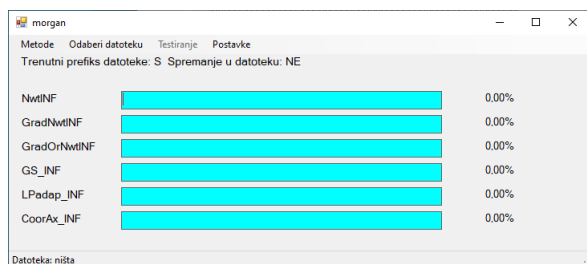 morgan
Metode Odaberi datoteku Testiranje Postavke
Trenutni prefiks datoteke: S Spremanje u datoteku: NE
NwtINF 0,00%
GradNwtINF 0,00%
GradOrNwtINF 0,00%
GS_INF 0,00%
LPadap_INF 0,00%
CoorAx_INF 0,00%
Datoteka: ništa